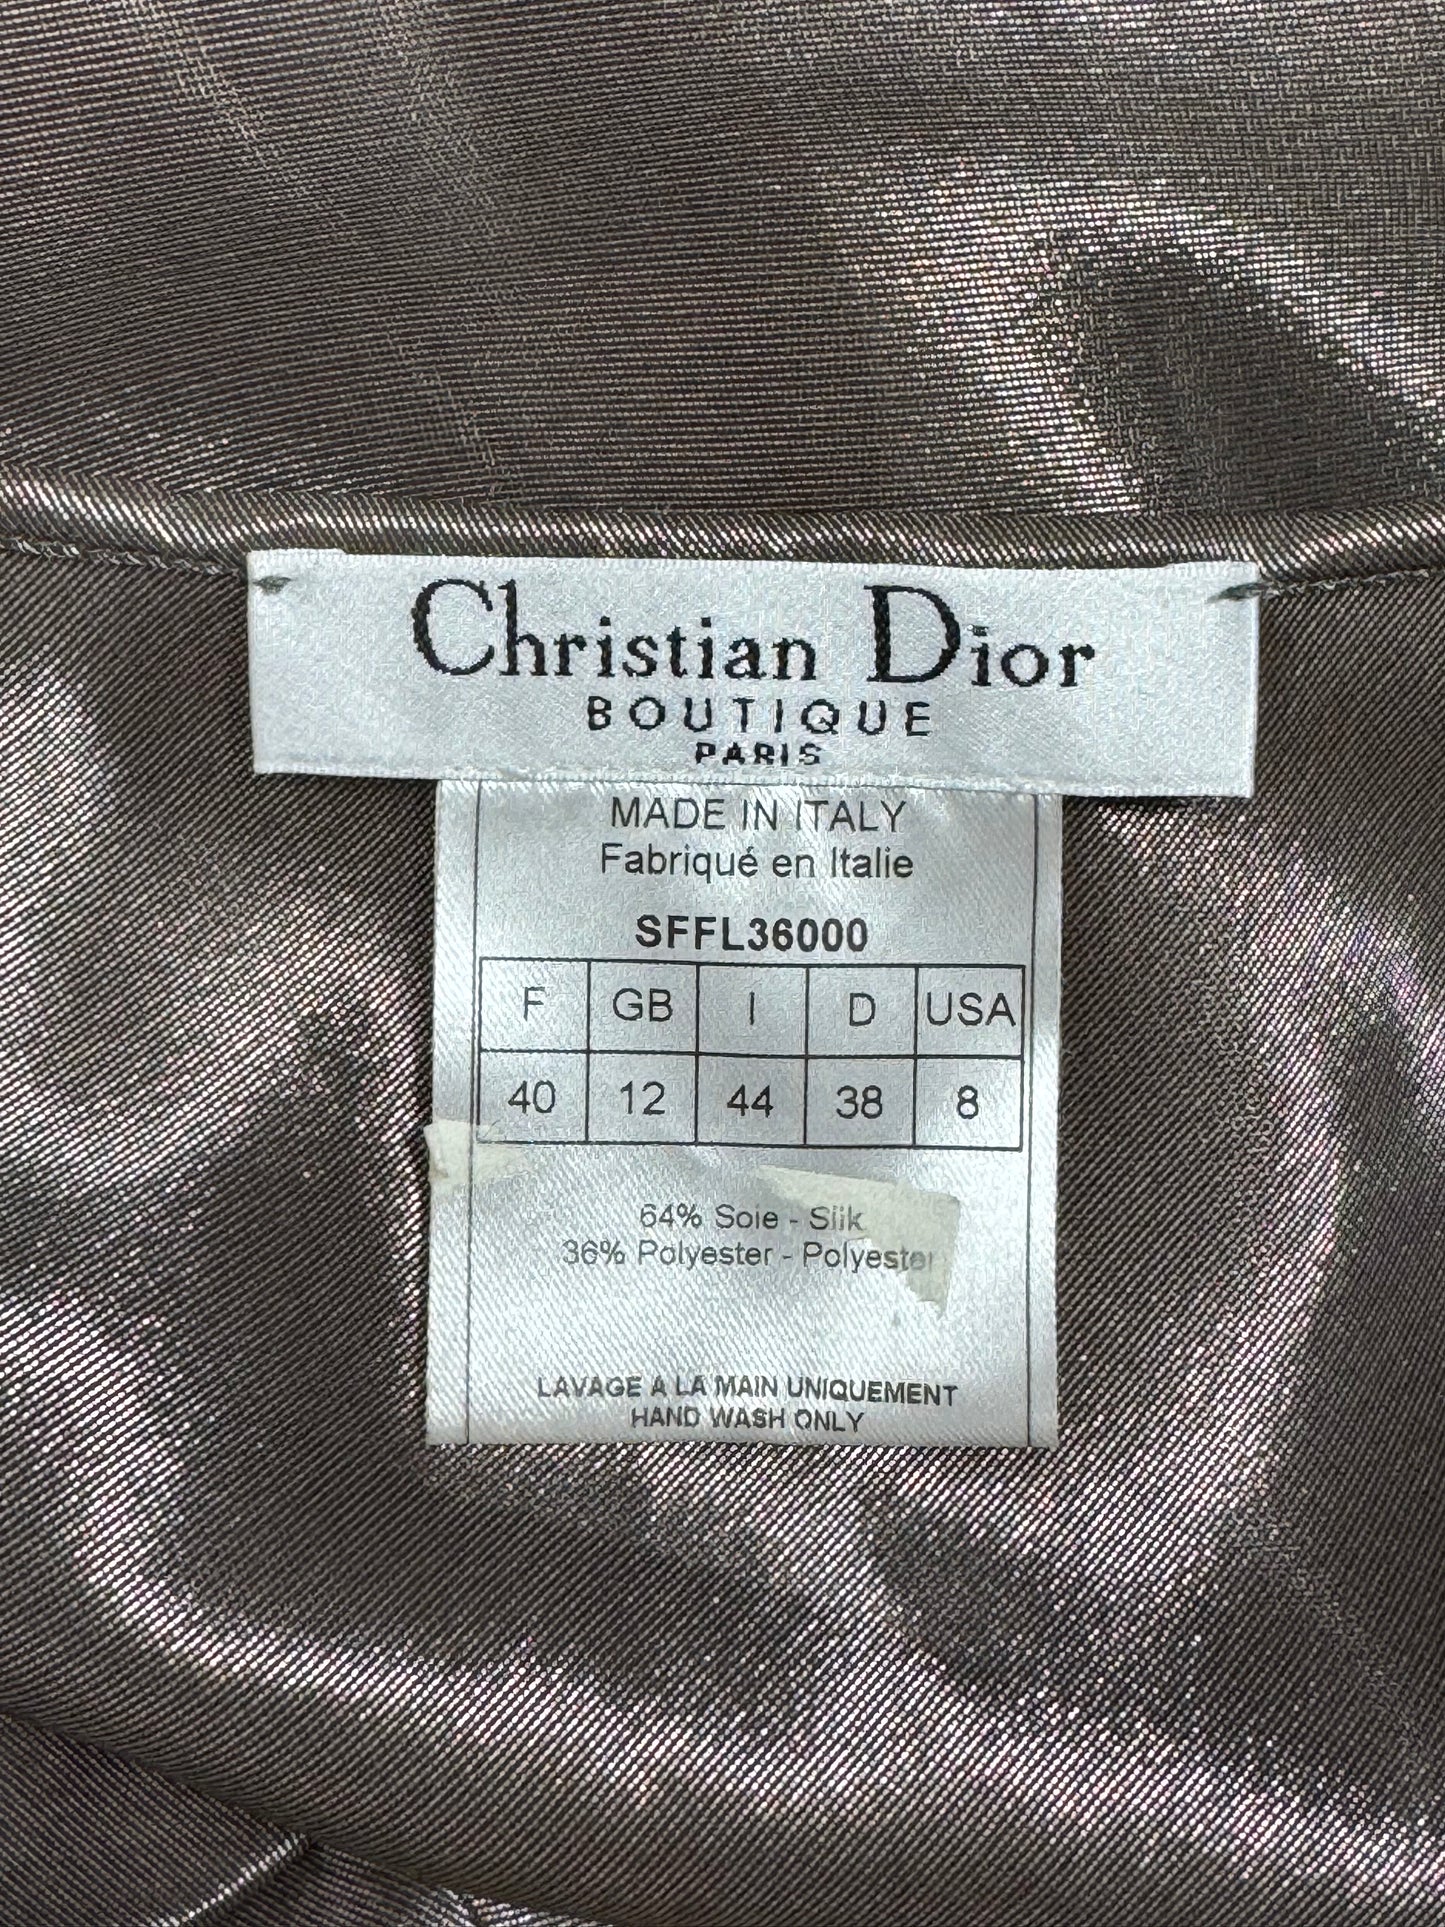 Christian Dior
BOUTIQUE
PARIS
MADE IN ITALY
Fabriqué en Italie
SFFL36000
F GB I D USA
40 12 44 38 8
64% Soie - Silk
36% Polyester - Polyester
LAVAGE A LA MAIN UNIQUEMENT
HAND WASH ONLY